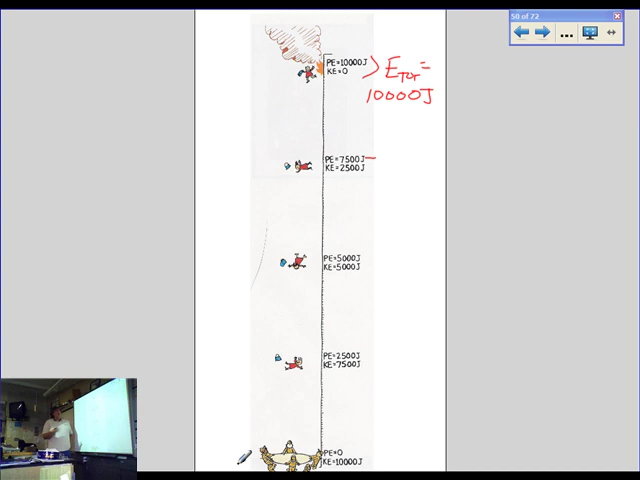 50 of 72
PE=10000J
KE=0
> E_TOT =
10000J
PE=7500J
KE=2500J
PE=5000J
KE=5000J
PE=2500J
KE=7500J
PE=0
KE=10000J